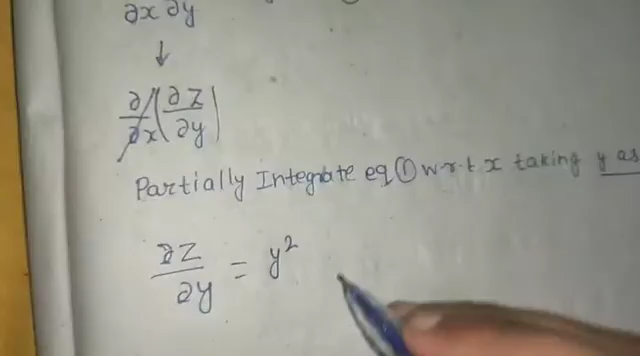 ∂x ∂y
↓
∂/∂x (∂z/∂y)
Partially Integrate eq ① w.r.t x taking y as
∂z/∂y = y²